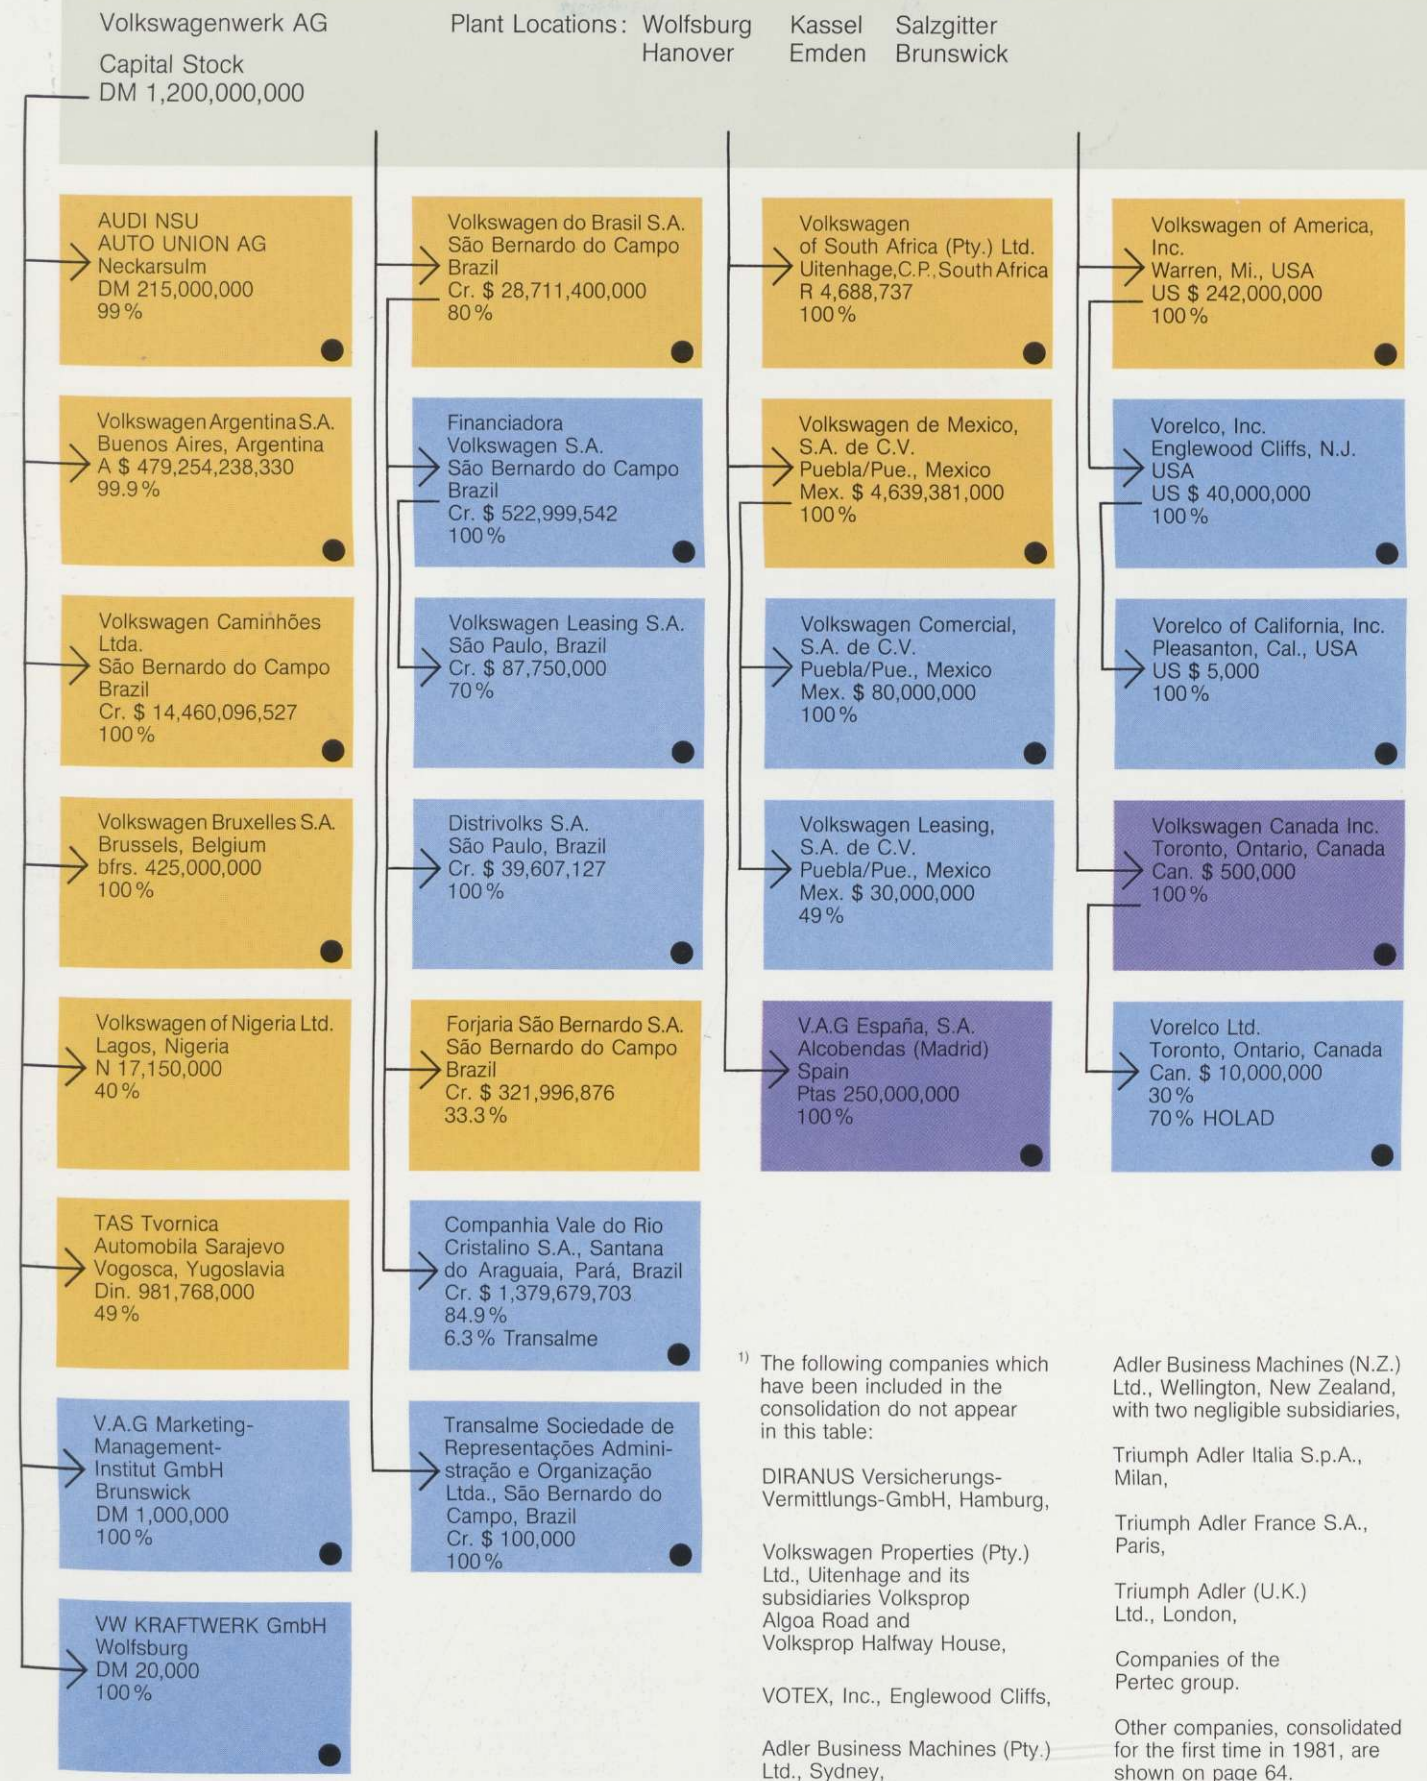 Volkswagenwerk AG
Capital Stock
DM 1,200,000,000
Plant Locations: Wolfsburg Kassel Salzgitter
Hanover Emden Brunswick
AUDI NSU
AUTO UNION AG
Neckarsulm
DM 215,000,000
99%
Volkswagen Argentina S.A.
Buenos Aires, Argentina
A $ 479,254,238,330
99.9%
Volkswagen Caminhões
Ltda.
São Bernardo do Campo
Brazil
Cr. $ 14,460,096,527
100%
Volkswagen Bruxelles S.A.
Brussels, Belgium
bfrs. 425,000,000
100%
Volkswagen of Nigeria Ltd.
Lagos, Nigeria
N 17,150,000
40%
TAS Tvornica
Automobila Sarajevo
Vogosca, Yugoslavia
Din. 981,768,000
49%
V.A.G Marketing-
Management-
Institut GmbH
Brunswick
DM 1,000,000
100%
VW KRAFTWERK GmbH
Wolfsburg
DM 20,000
100%
Volkswagen do Brasil S.A.
São Bernardo do Campo
Brazil
Cr. $ 28,711,400,000
80%
Financiadora
Volkswagen S.A.
São Bernardo do Campo
Brazil
Cr. $ 522,999,542
100%
Volkswagen Leasing S.A.
São Paulo, Brazil
Cr. $ 87,750,000
70%
Distrivolks S.A.
São Paulo, Brazil
Cr. $ 39,607,127
100%
Forjaria São Bernardo S.A.
São Bernardo do Campo
Brazil
Cr. $ 321,996,876
33.3%
Companhia Vale do Rio
Cristalino S.A., Santana
do Araguaia, Pará, Brazil
Cr. $ 1,379,679,703
84.9%
6.3% Transalme
Transalme Sociedade de
Representações Admini-
stração e Organização
Ltda., São Bernardo do
Campo, Brazil
Cr. $ 100,000
100%
Volkswagen
of South Africa (Pty.) Ltd.
Uitenhage, C.P., South Africa
R 4,688,737
100%
Volkswagen de Mexico,
S.A. de C.V.
Puebla/Pue., Mexico
Mex. $ 4,639,381,000
100%
Volkswagen Comercial,
S.A. de C.V.
Puebla/Pue., Mexico
Mex. $ 80,000,000
100%
Volkswagen Leasing,
S.A. de C.V.
Puebla/Pue., Mexico
Mex. $ 30,000,000
49%
V.A.G España, S.A.
Alcobendas (Madrid)
Spain
Ptas 250,000,000
100%
Volkswagen of America,
Inc.
Warren, Mi., USA
US $ 242,000,000
100%
Vorelco, Inc.
Englewood Cliffs, N.J.
USA
US $ 40,000,000
100%
Vorelco of California, Inc.
Pleasanton, Cal., USA
US $ 5,000
100%
Volkswagen Canada Inc.
Toronto, Ontario, Canada
Can. $ 500,000
100%
Vorelco Ltd.
Toronto, Ontario, Canada
Can. $ 10,000,000
30%
70% HOLAD
1) The following companies which
have been included in the
consolidation do not appear
in this table:
DIRANUS Versicherungs-
Vermittlungs-GmbH, Hamburg,
Volkswagen Properties (Pty.)
Ltd., Uitenhage and its
subsidiaries Volksprop
Algoa Road and
Volksprop Halfway House,
VOTEX, Inc., Englewood Cliffs,
Adler Business Machines (Pty.)
Ltd., Sydney,
Adler Business Machines (N.Z.)
Ltd., Wellington, New Zealand,
with two negligible subsidiaries,
Triumph Adler Italia S.p.A.,
Milan,
Triumph Adler France S.A.,
Paris,
Triumph Adler (U.K.)
Ltd., London,
Companies of the
Pertec group.
Other companies, consolidated
for the first time in 1981, are
shown on page 64.